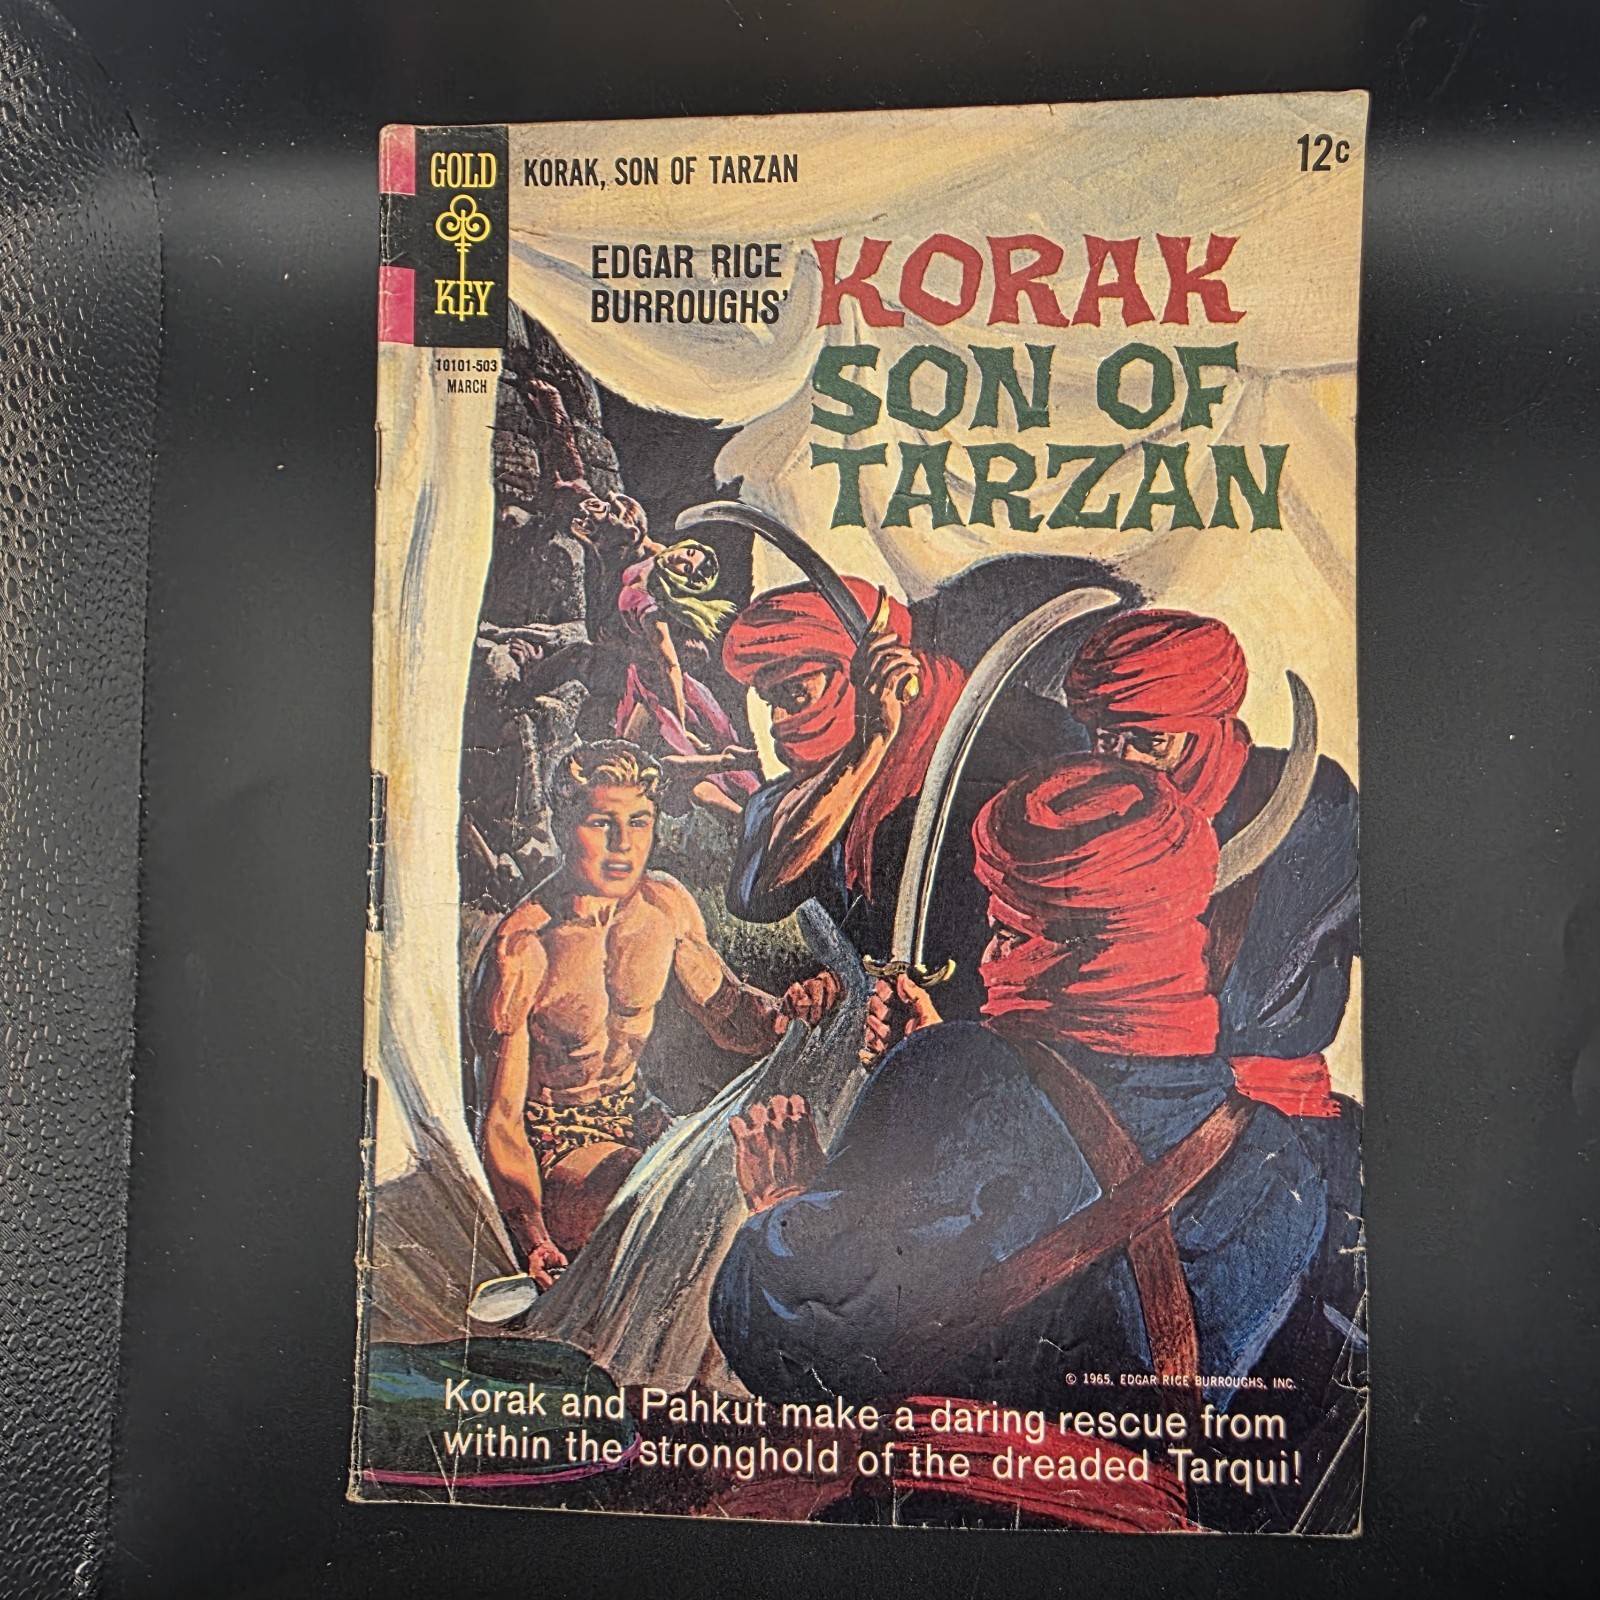 GOLD
KEY
KORAK, SON OF TARZAN
12c
EDGAR RICE
BURROUGHS'
KORAK
SON OF
TARZAN
10101-503
MARCH
© 1965, EDGAR RICE BURROUGHS, INC.
Korak and Pahkut make a daring rescue from
within the stronghold of the dreaded Tarqui!